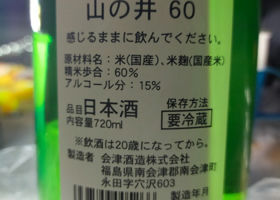 山の井 60
感じるままに飲んでください。
原材料名：米(国産)、米麹(国産米)
精米歩合：60%
アルコール分：15%
品目 日本酒
内容量720ml
保存方法
要冷蔵
※飲酒は20歳になってから。
製造者 会津酒造株式会社
福島県南会津郡南会津町
永田字穴沢603
製造年月